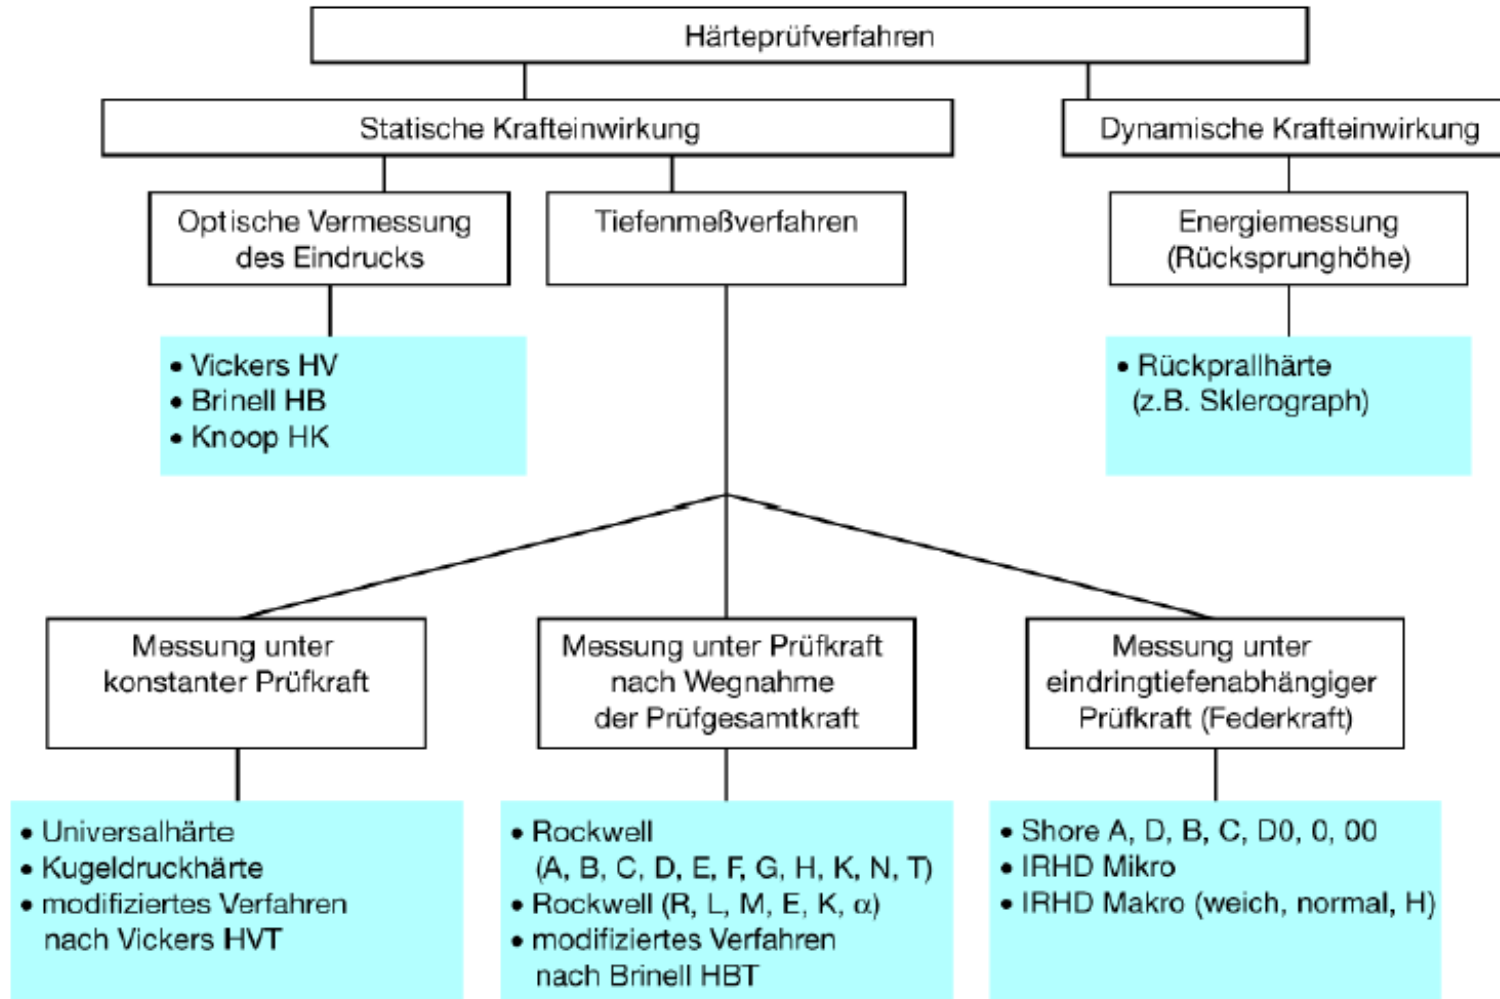 Härteprüfverfahren
Statische Krafteinwirkung
Dynamische Krafteinwirkung
Optische Vermessung
des Eindrucks
Tiefenmeßverfahren
Energiemessung
(Rücksprunghöhe)
• Vickers HV
• Brinell HB
• Knoop HK
• Rückprallhärte
(z.B. Sklerograph)
Messung unter
konstanter Prüfkraft
Messung unter Prüfkraft
nach Wegnahme
der Prüfgesamtkraft
Messung unter
eindringtiefenabhängiger
Prüfkraft (Federkraft)
• Universalhärte
• Kugeldruckhärte
• modifiziertes Verfahren
nach Vickers HVT
• Rockwell
(A, B, C, D, E, F, G, H, K, N, T)
• Rockwell (R, L, M, E, K, α)
• modifiziertes Verfahren
nach Brinell HBT
• Shore A, D, B, C, D0, 0, 00
• IRHD Mikro
• IRHD Makro (weich, normal, H)